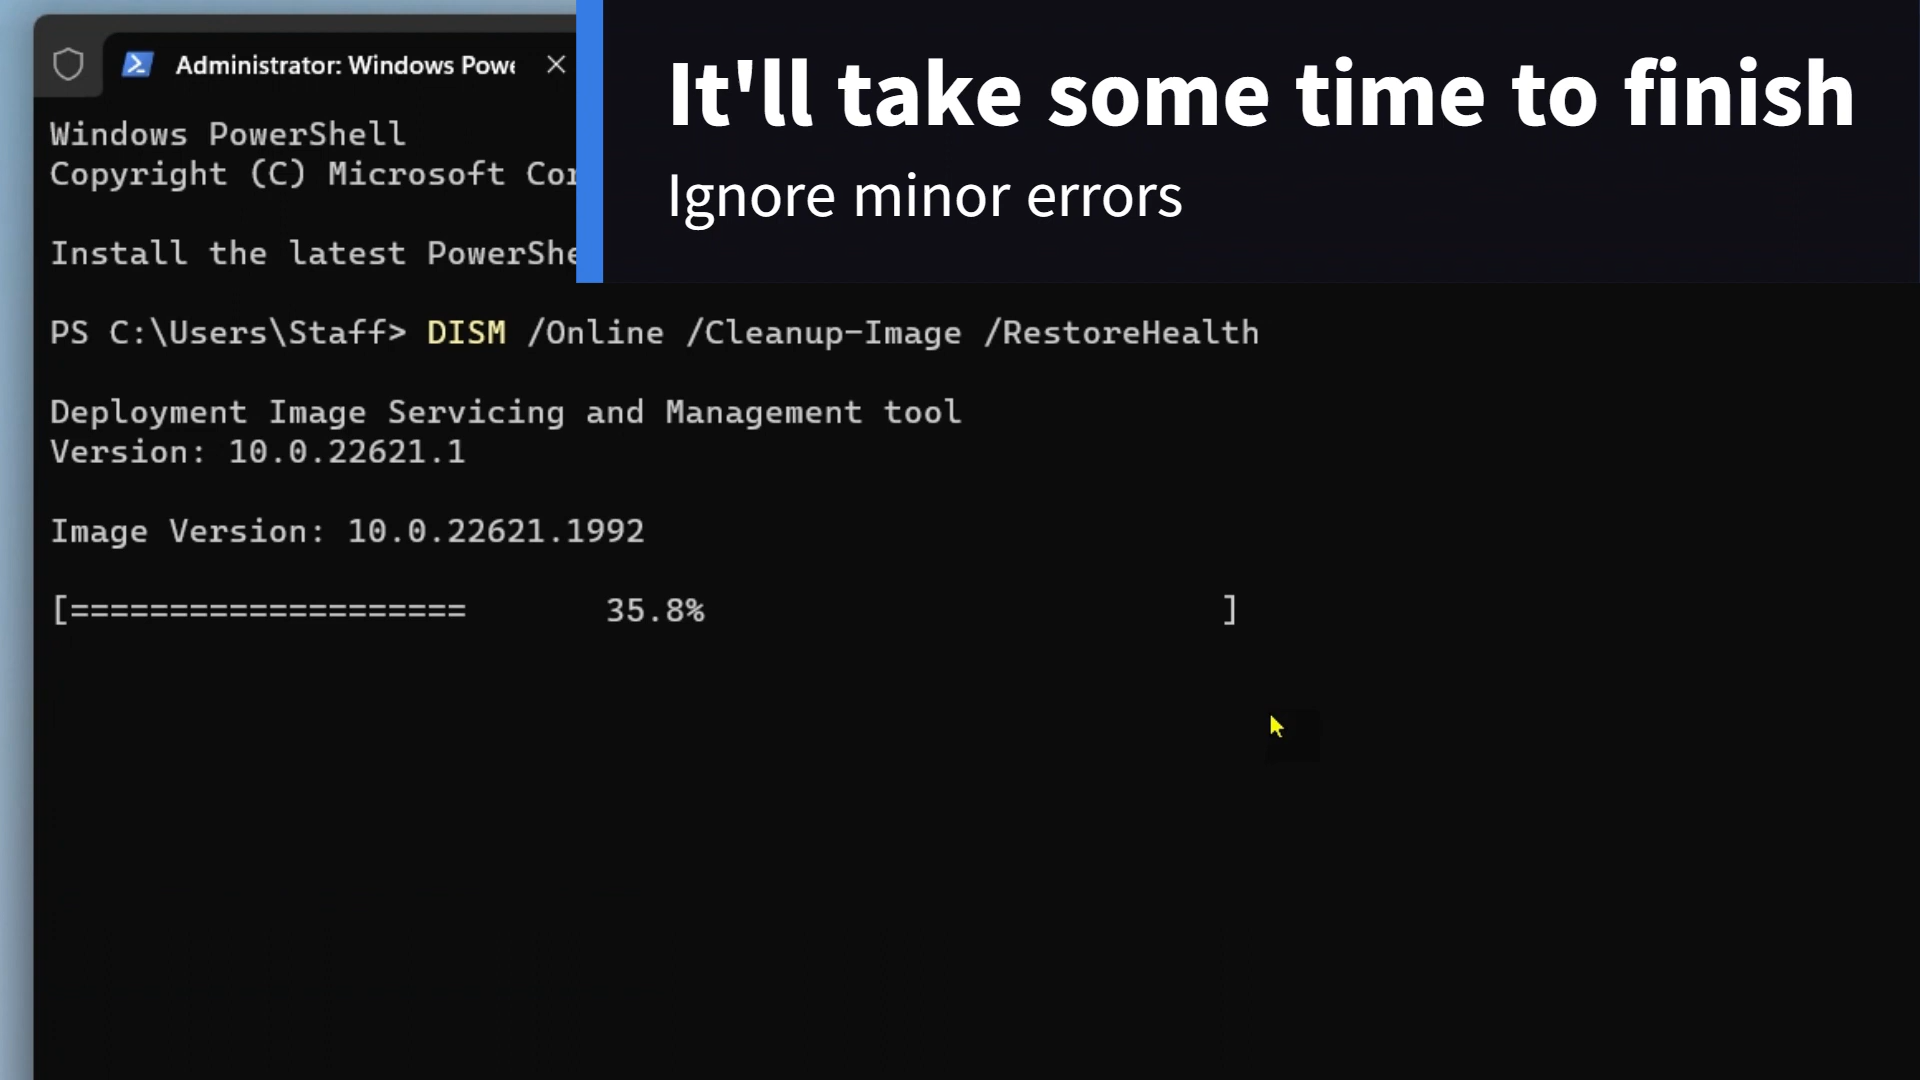 Administrator: Windows Powe
It'll take some time to finish
Ignore minor errors
Windows PowerShell
Copyright (C) Microsoft Cor
Install the latest PowerShe
PS C:\Users\Staff> DISM /Online /Cleanup-Image /RestoreHealth
Deployment Image Servicing and Management tool
Version: 10.0.22621.1
Image Version: 10.0.22621.1992
[==================== 35.8% ]